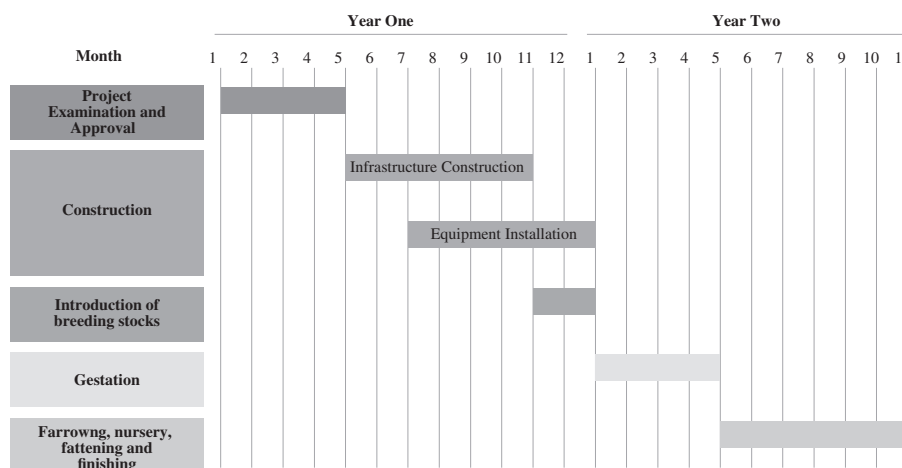 Year One Year Two
Month 1 2 3 4 5 6 7 8 9 10 11 12 1 2 3 4 5 6 7 8 9 10 1
Project
Examination and
Approval
Infrastructure Construction
Construction
Equipment Installation
Introduction of
breeding stocks
Gestation
Farrowng, nursery,
fattening and
finishing